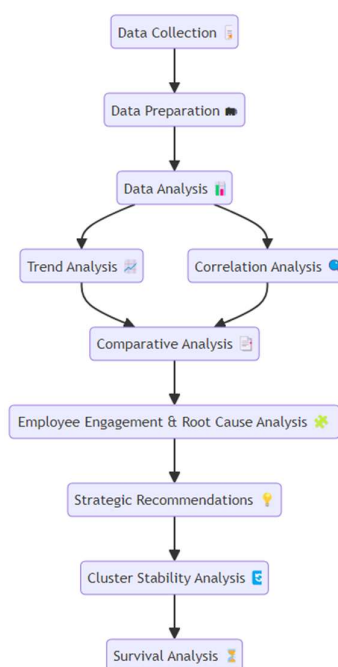 Data Collection
Data Preparation
Data Analysis
Trend Analysis
Correlation Analysis
Comparative Analysis
Employee Engagement & Root Cause Analysis
Strategic Recommendations
Cluster Stability Analysis
Survival Analysis